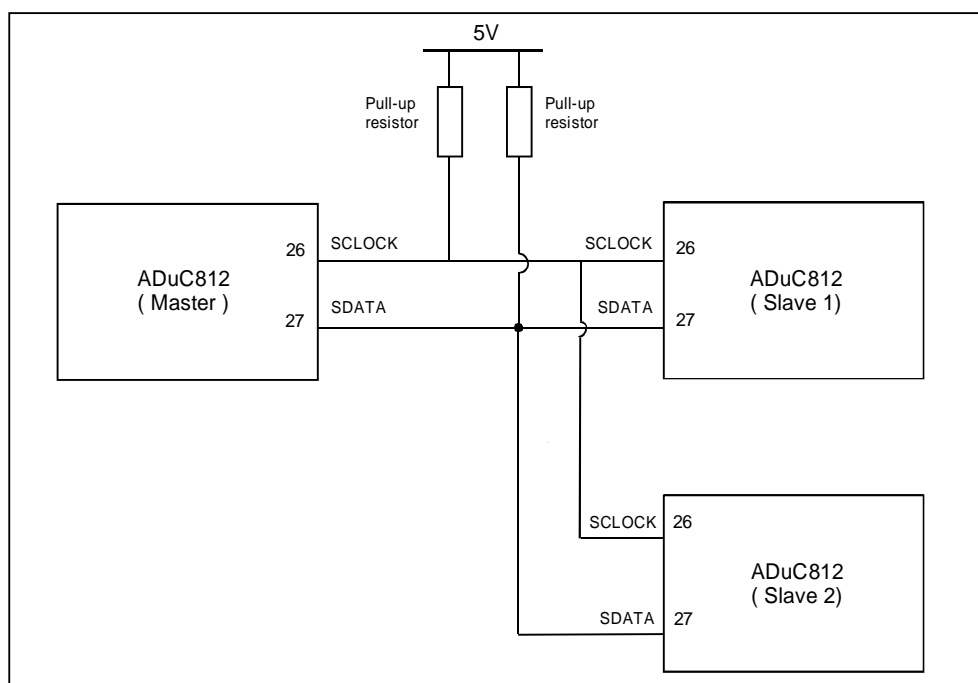 5V
Pull-up
resistor
Pull-up
resistor
ADuC812
( Master )
26
SCLOCK
27
SDATA
SCLOCK
26
SDATA
27
ADuC812
( Slave 1)
SCLOCK
26
SDATA
27
ADuC812
( Slave 2)